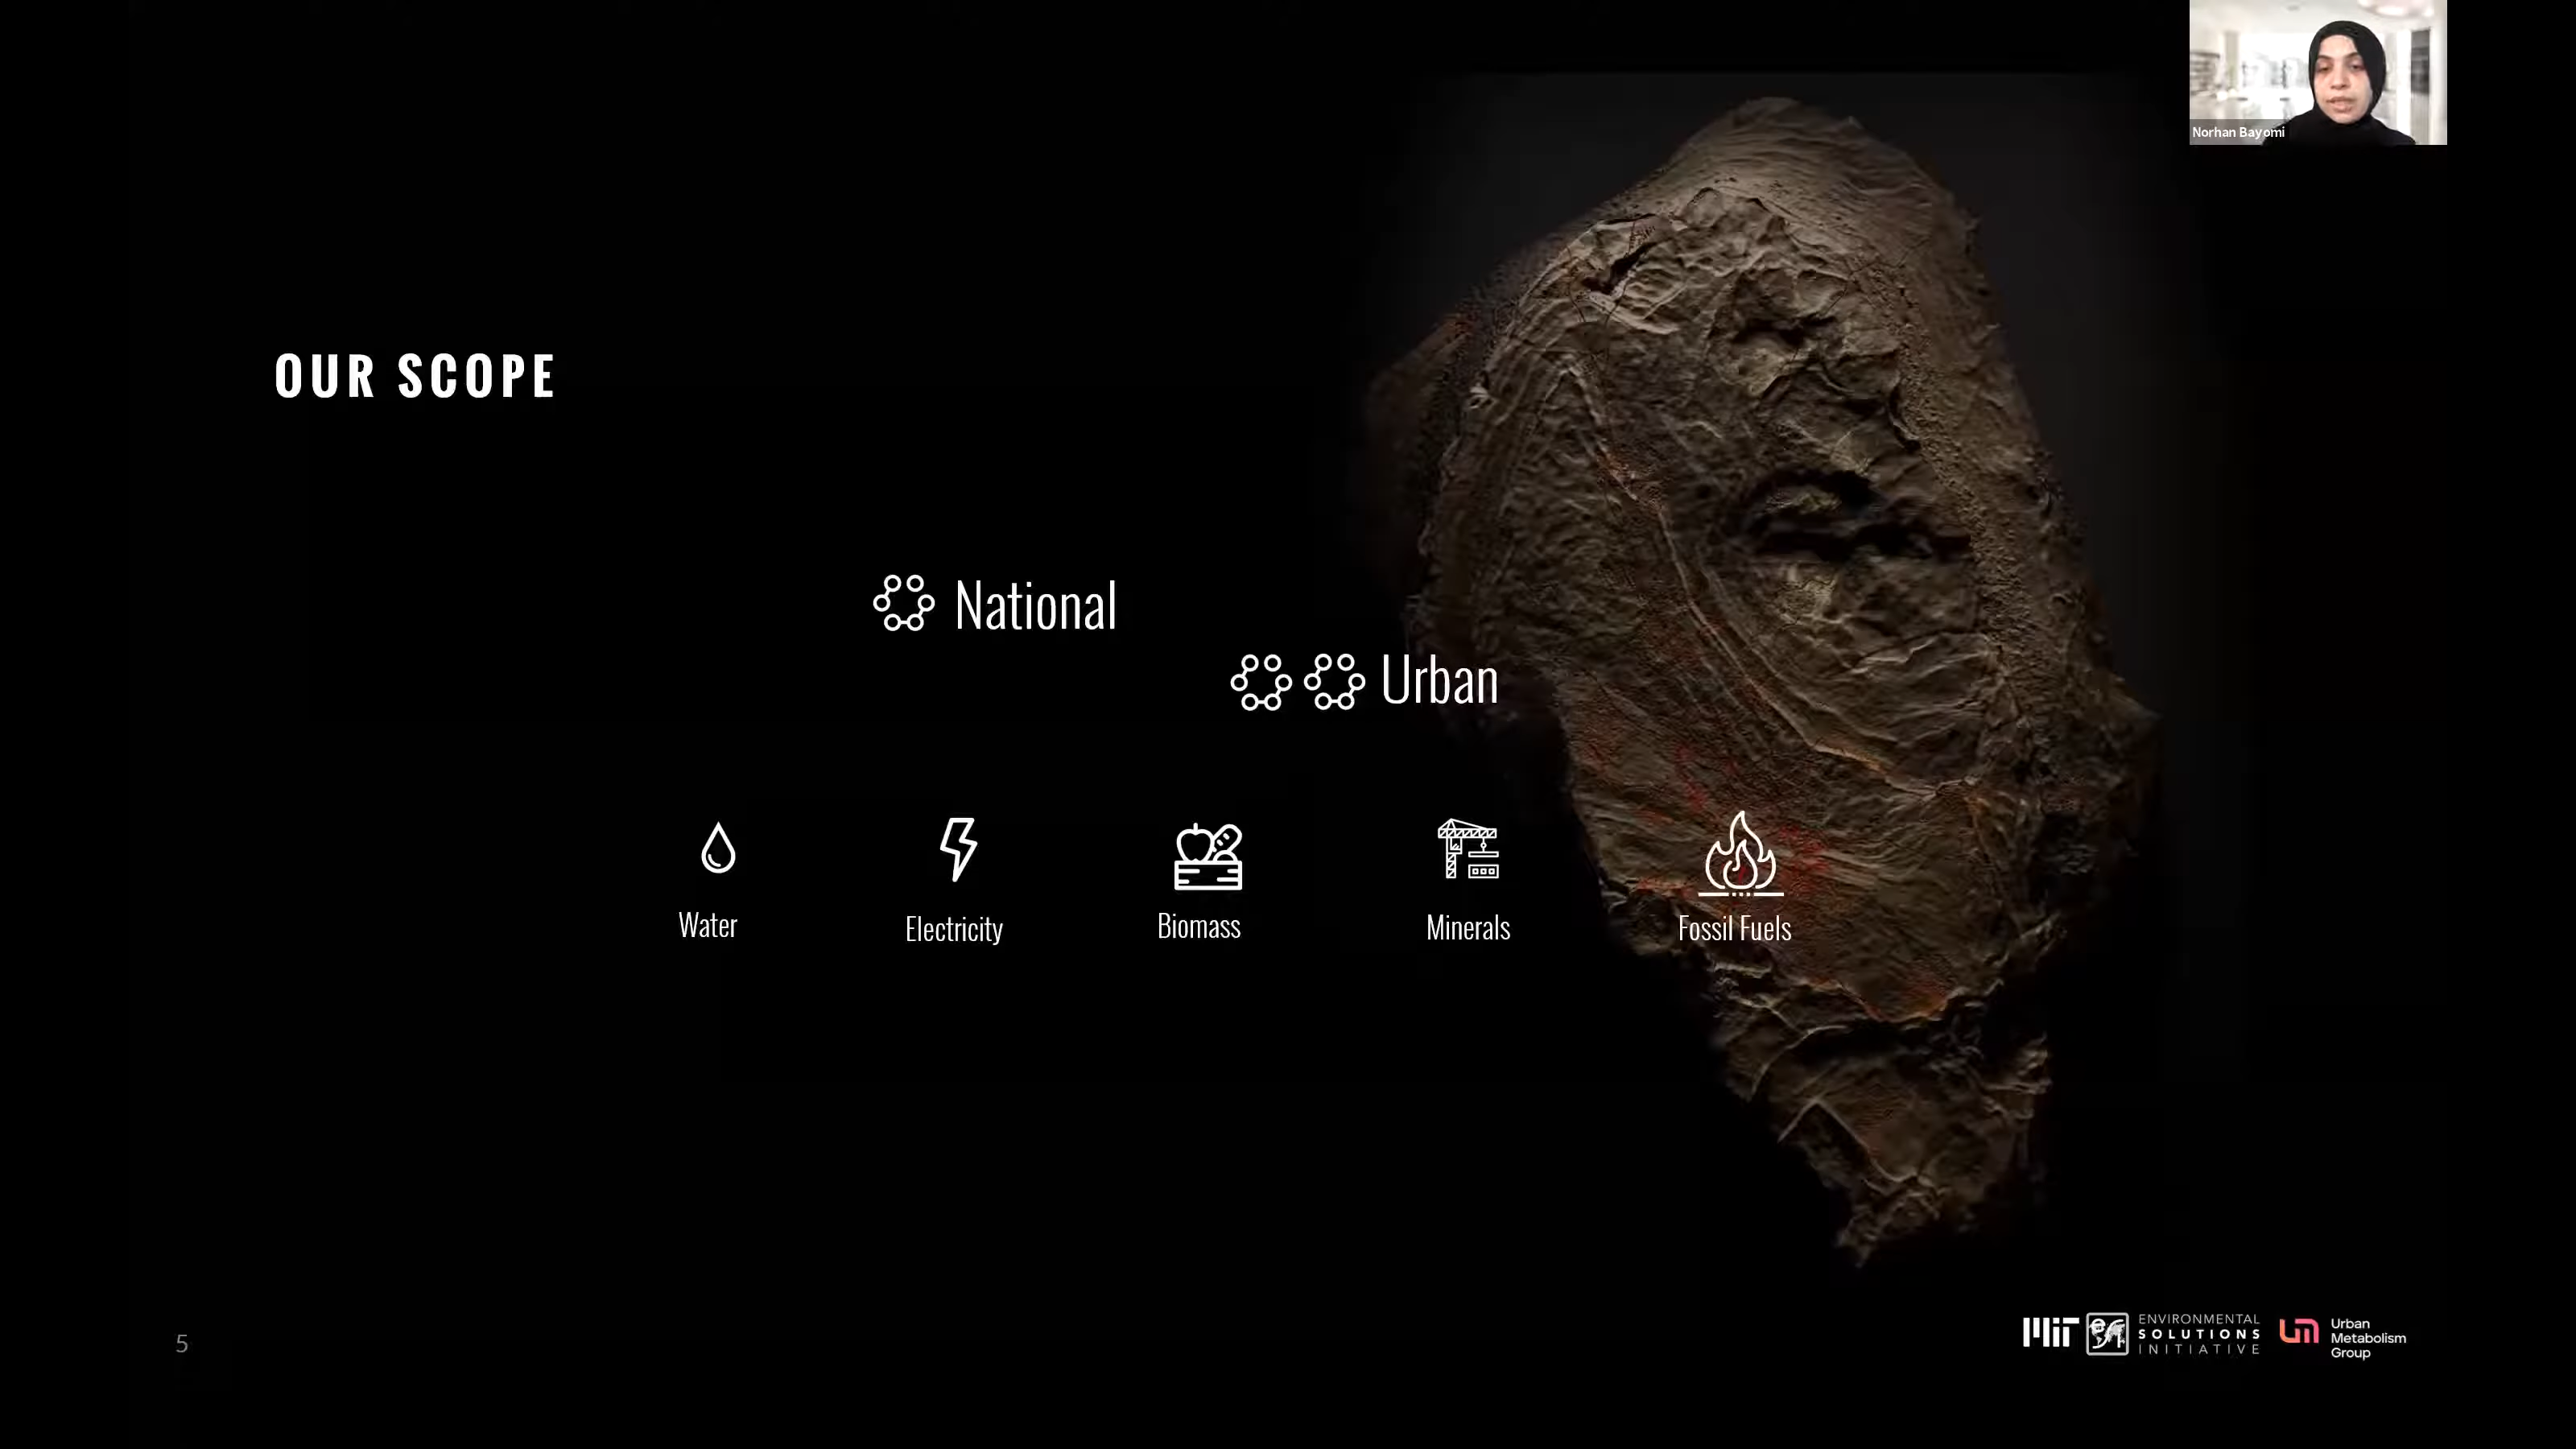 Norhan Bayomi
OUR SCOPE
National
Urban
Water
Electricity
Biomass
Minerals
Fossil Fuels
5
MIT
ENVIRONMENTAL
SOLUTIONS
INITIATIVE
Urban
Metabolism
Group